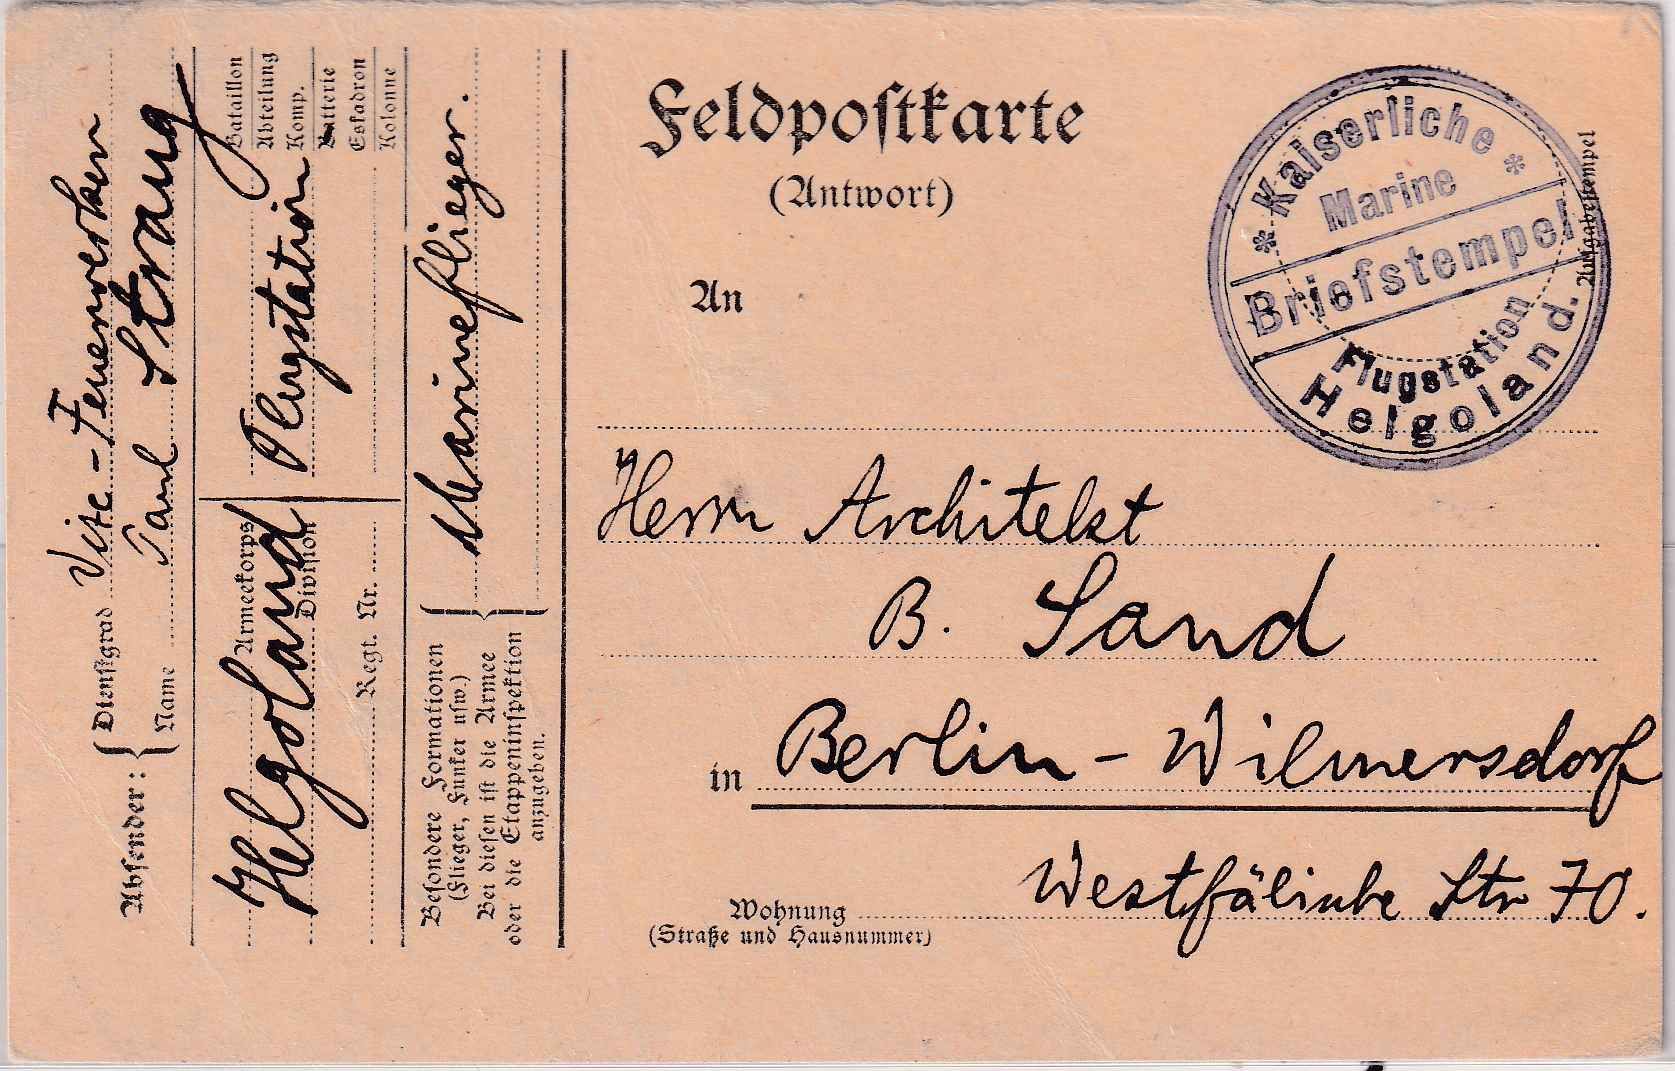 Feldpostkarte
(Antwort)
An
Herrn Architekt
B. Sand
in Berlin-Wilmersdorf
Westfälische Str 70.
Wohnung
(Straße und Hausnummer)
* Kaiserliche *
Marine
Briefstempel
Flugstation
Helgoland.
Aufgabestempel
Absender:
Dienstgrad Vize-Feuerwerker
Name Paul Straug
Bataillon
Abteilung
Komp.
Batterie
Eskadron
Kolonne
Flugstation
Helgoland
Armeekorps
Division
Regt. Nr.
Marineflieger.
Besondere Formationen
(Flieger, Funker usw.)
Bei diesen ist die Armee
oder die Etappeninspektion
anzugeben.